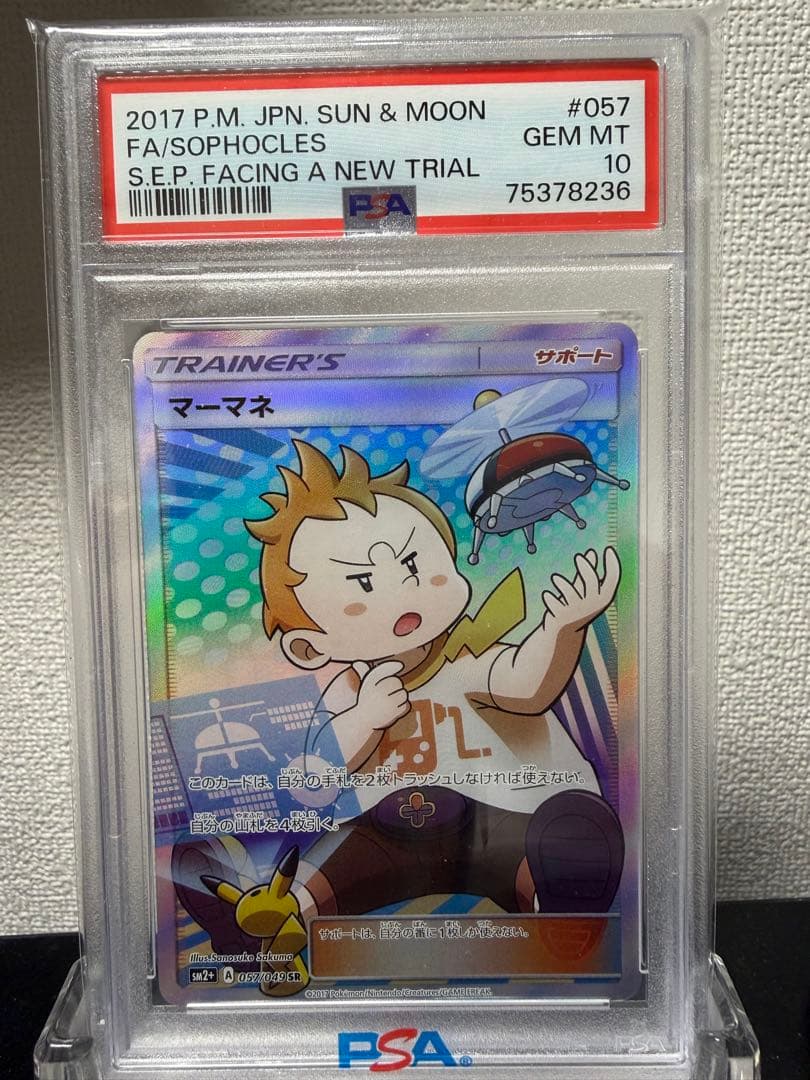 2017 P.M. JPN. SUN & MOON #057
FA/SOPHOCLES GEM MT
S.E.P. FACING A NEW TRIAL 10
75378236
PSA
TRAINER'S サポート
マーマネ
このカードは、自分の手札を2枚トラッシュしなければ使えない。
自分の山札を4枚引く。
サポートは、自分の番に1枚しか使えない。
Illus. Sanosuke Sakuma
SM2+ A 057/049 SR
©2017 Pokémon/Nintendo/Creatures/GAME FREAK.
PSA